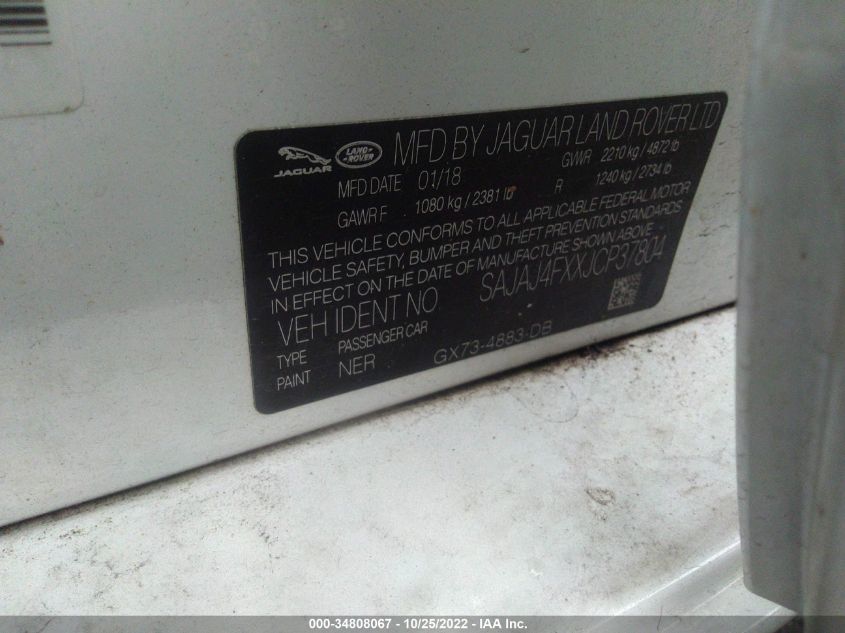 JAGUAR LAND-ROVER MFD BY JAGUAR LAND ROVER LTD
MFD DATE 01/18 GVWR 2210 kg / 4872 lb
GAWR F 1080 kg / 2381 lb R 1240 kg / 2734 lb
THIS VEHICLE CONFORMS TO ALL APPLICABLE FEDERAL MOTOR
VEHICLE SAFETY, BUMPER AND THEFT PREVENTION STANDARDS
IN EFFECT ON THE DATE OF MANUFACTURE SHOWN ABOVE
VEH IDENT NO SAJAJ4FXXJCP37804
TYPE PASSENGER CAR
PAINT NER GX73-4883-DB
000-34808067 / 10/25/2022 - IAA Inc.